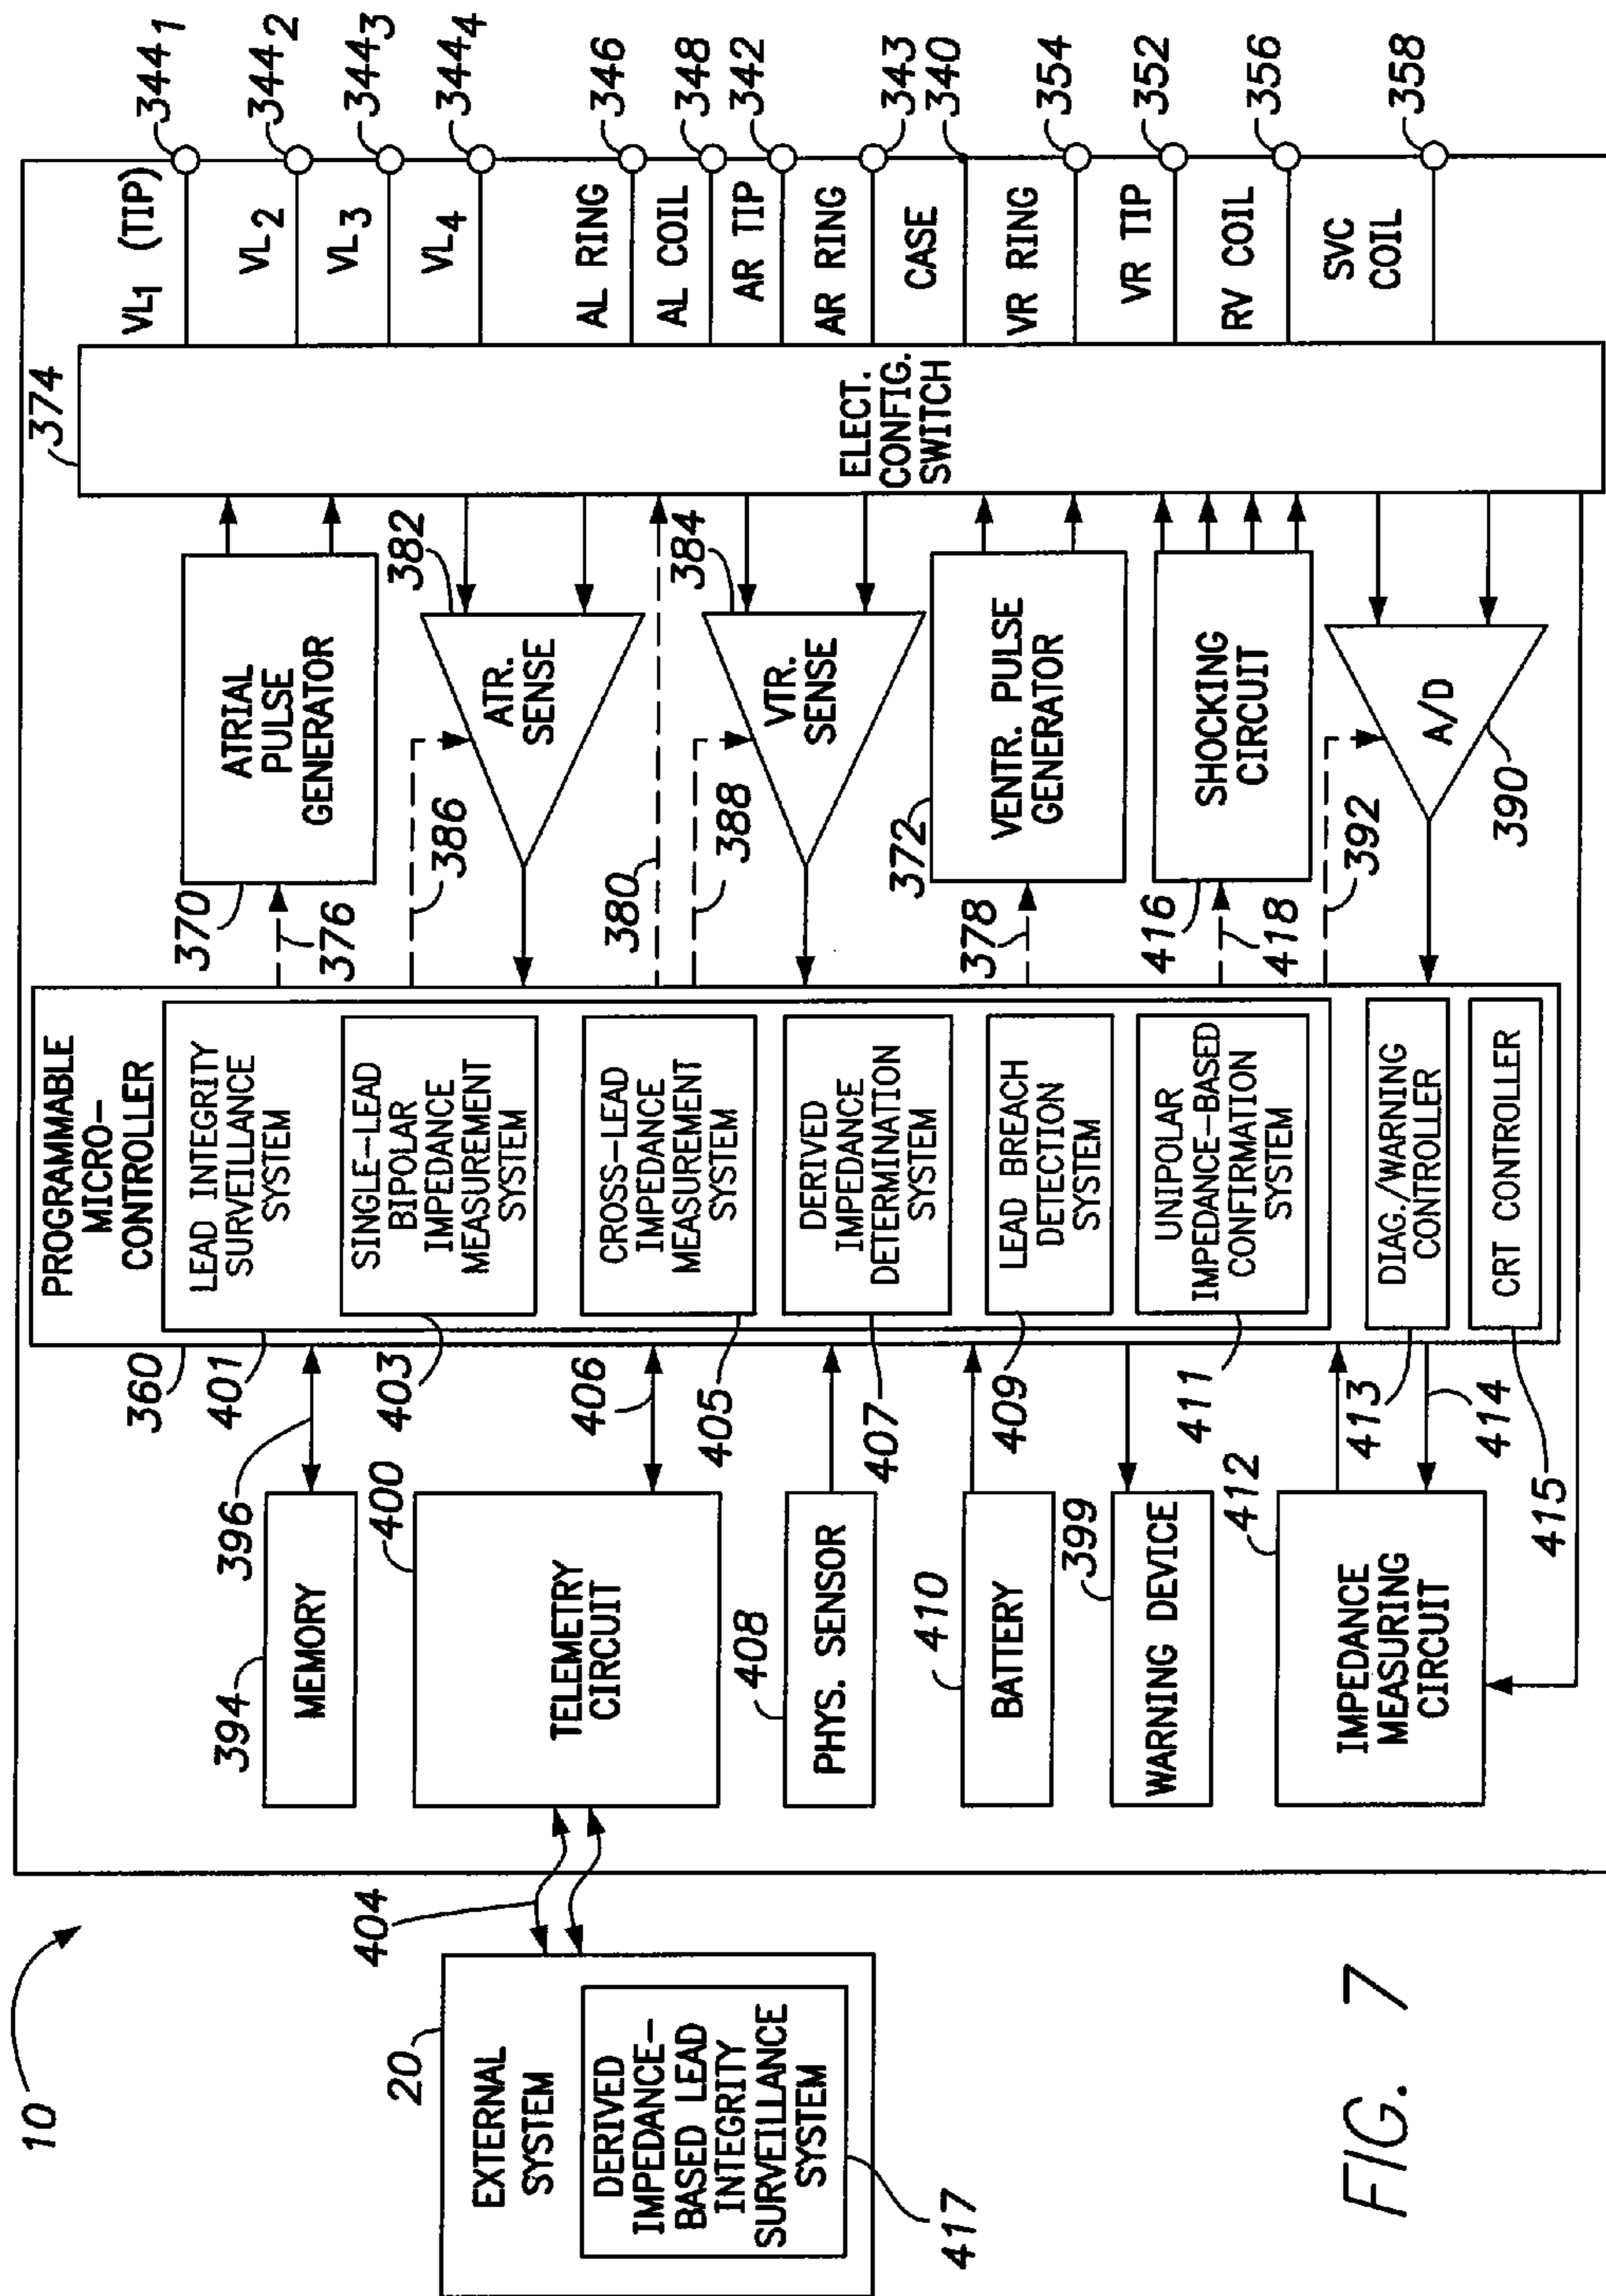 10
20
EXTERNAL
SYSTEM
DERIVED
IMPEDANCE-
BASED LEAD
INTEGRITY
SURVEILLANCE
SYSTEM
417
404
394
MEMORY
396
400
TELEMETRY
CIRCUIT
406
408
PHYS. SENSOR
410
BATTERY
399
WARNING DEVICE
412
IMPEDANCE
MEASURING
CIRCUIT
414
360
PROGRAMMABLE
MICRO-
CONTROLLER
401
LEAD INTEGRITY
SURVEILLANCE
SYSTEM
403
SINGLE-LEAD
BIPOLAR
IMPEDANCE
MEASUREMENT
SYSTEM
405
CROSS-LEAD
IMPEDANCE
MEASUREMENT
SYSTEM
407
DERIVED
IMPEDANCE
DETERMINATION
SYSTEM
409
LEAD BREACH
DETECTION
SYSTEM
411
UNIPOLAR
IMPEDANCE-BASED
CONFIRMATION
SYSTEM
413
DIAG./WARNING
CONTROLLER
415
CRT CONTROLLER
370
ATRIAL
PULSE
GENERATOR
376
382
ATR.
SENSE
386
380
384
VTR.
SENSE
388
372
VENTR. PULSE
GENERATOR
378
416
SHOCKING
CIRCUIT
418
392
A/D
390
374
ELECT.
CONFIG.
SWITCH
VL1 (TIP)
3441
VL2
3442
VL3
3443
VL4
3444
AL RING
346
AL COIL
348
AR TIP
342
AR RING
343
CASE
340
VR RING
354
VR TIP
352
RV COIL
356
SVC
COIL
358
FIG. 7